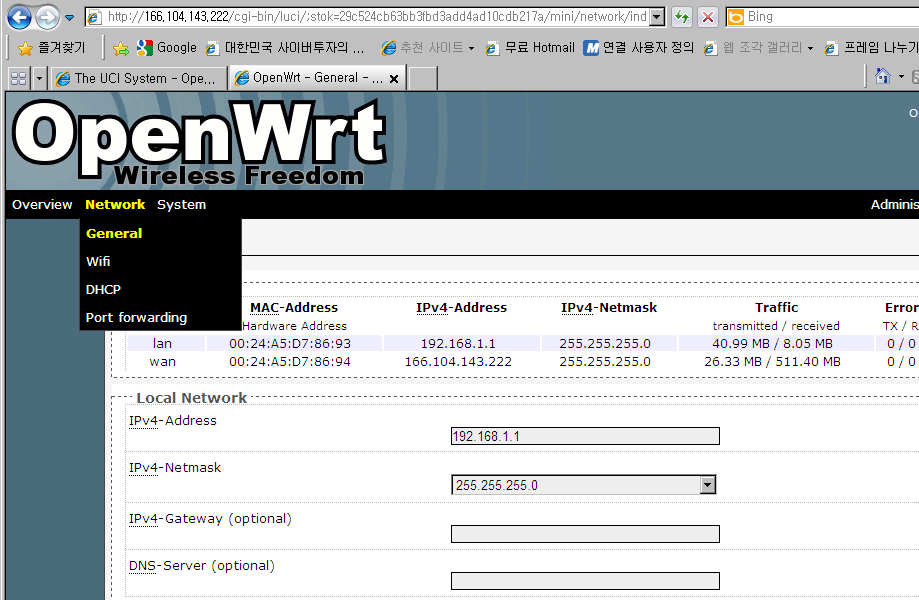 http://166,104,143,222/cgi-bin/luci/;stok=29c524cb63bb3fbd3add4ad10cdb217a/mini/network/ind
Bing
즐겨찾기
Google
대한민국 사이버투자의 ...
추천 사이트
무료 Hotmail
연결 사용자 정의
웹 조각 갤러리
프레임 나누기
The UCI System - Ope...
OpenWrt - General - ...
OpenWrt
Wireless Freedom
Overview Network System Adminis
General
Wifi
DHCP
Port forwarding
MAC-Address IPv4-Address IPv4-Netmask Traffic Error
Hardware Address transmitted / received TX / R
lan 00:24:A5:D7:86:93 192.168.1.1 255.255.255.0 40.99 MB / 8.05 MB 0 / 0
wan 00:24:A5:D7:86:94 166.104.143.222 255.255.255.0 26.33 MB / 511.40 MB 0 / 0
Local Network
IPv4-Address
192.168.1.1
IPv4-Netmask
255.255.255.0
IPv4-Gateway (optional)
DNS-Server (optional)